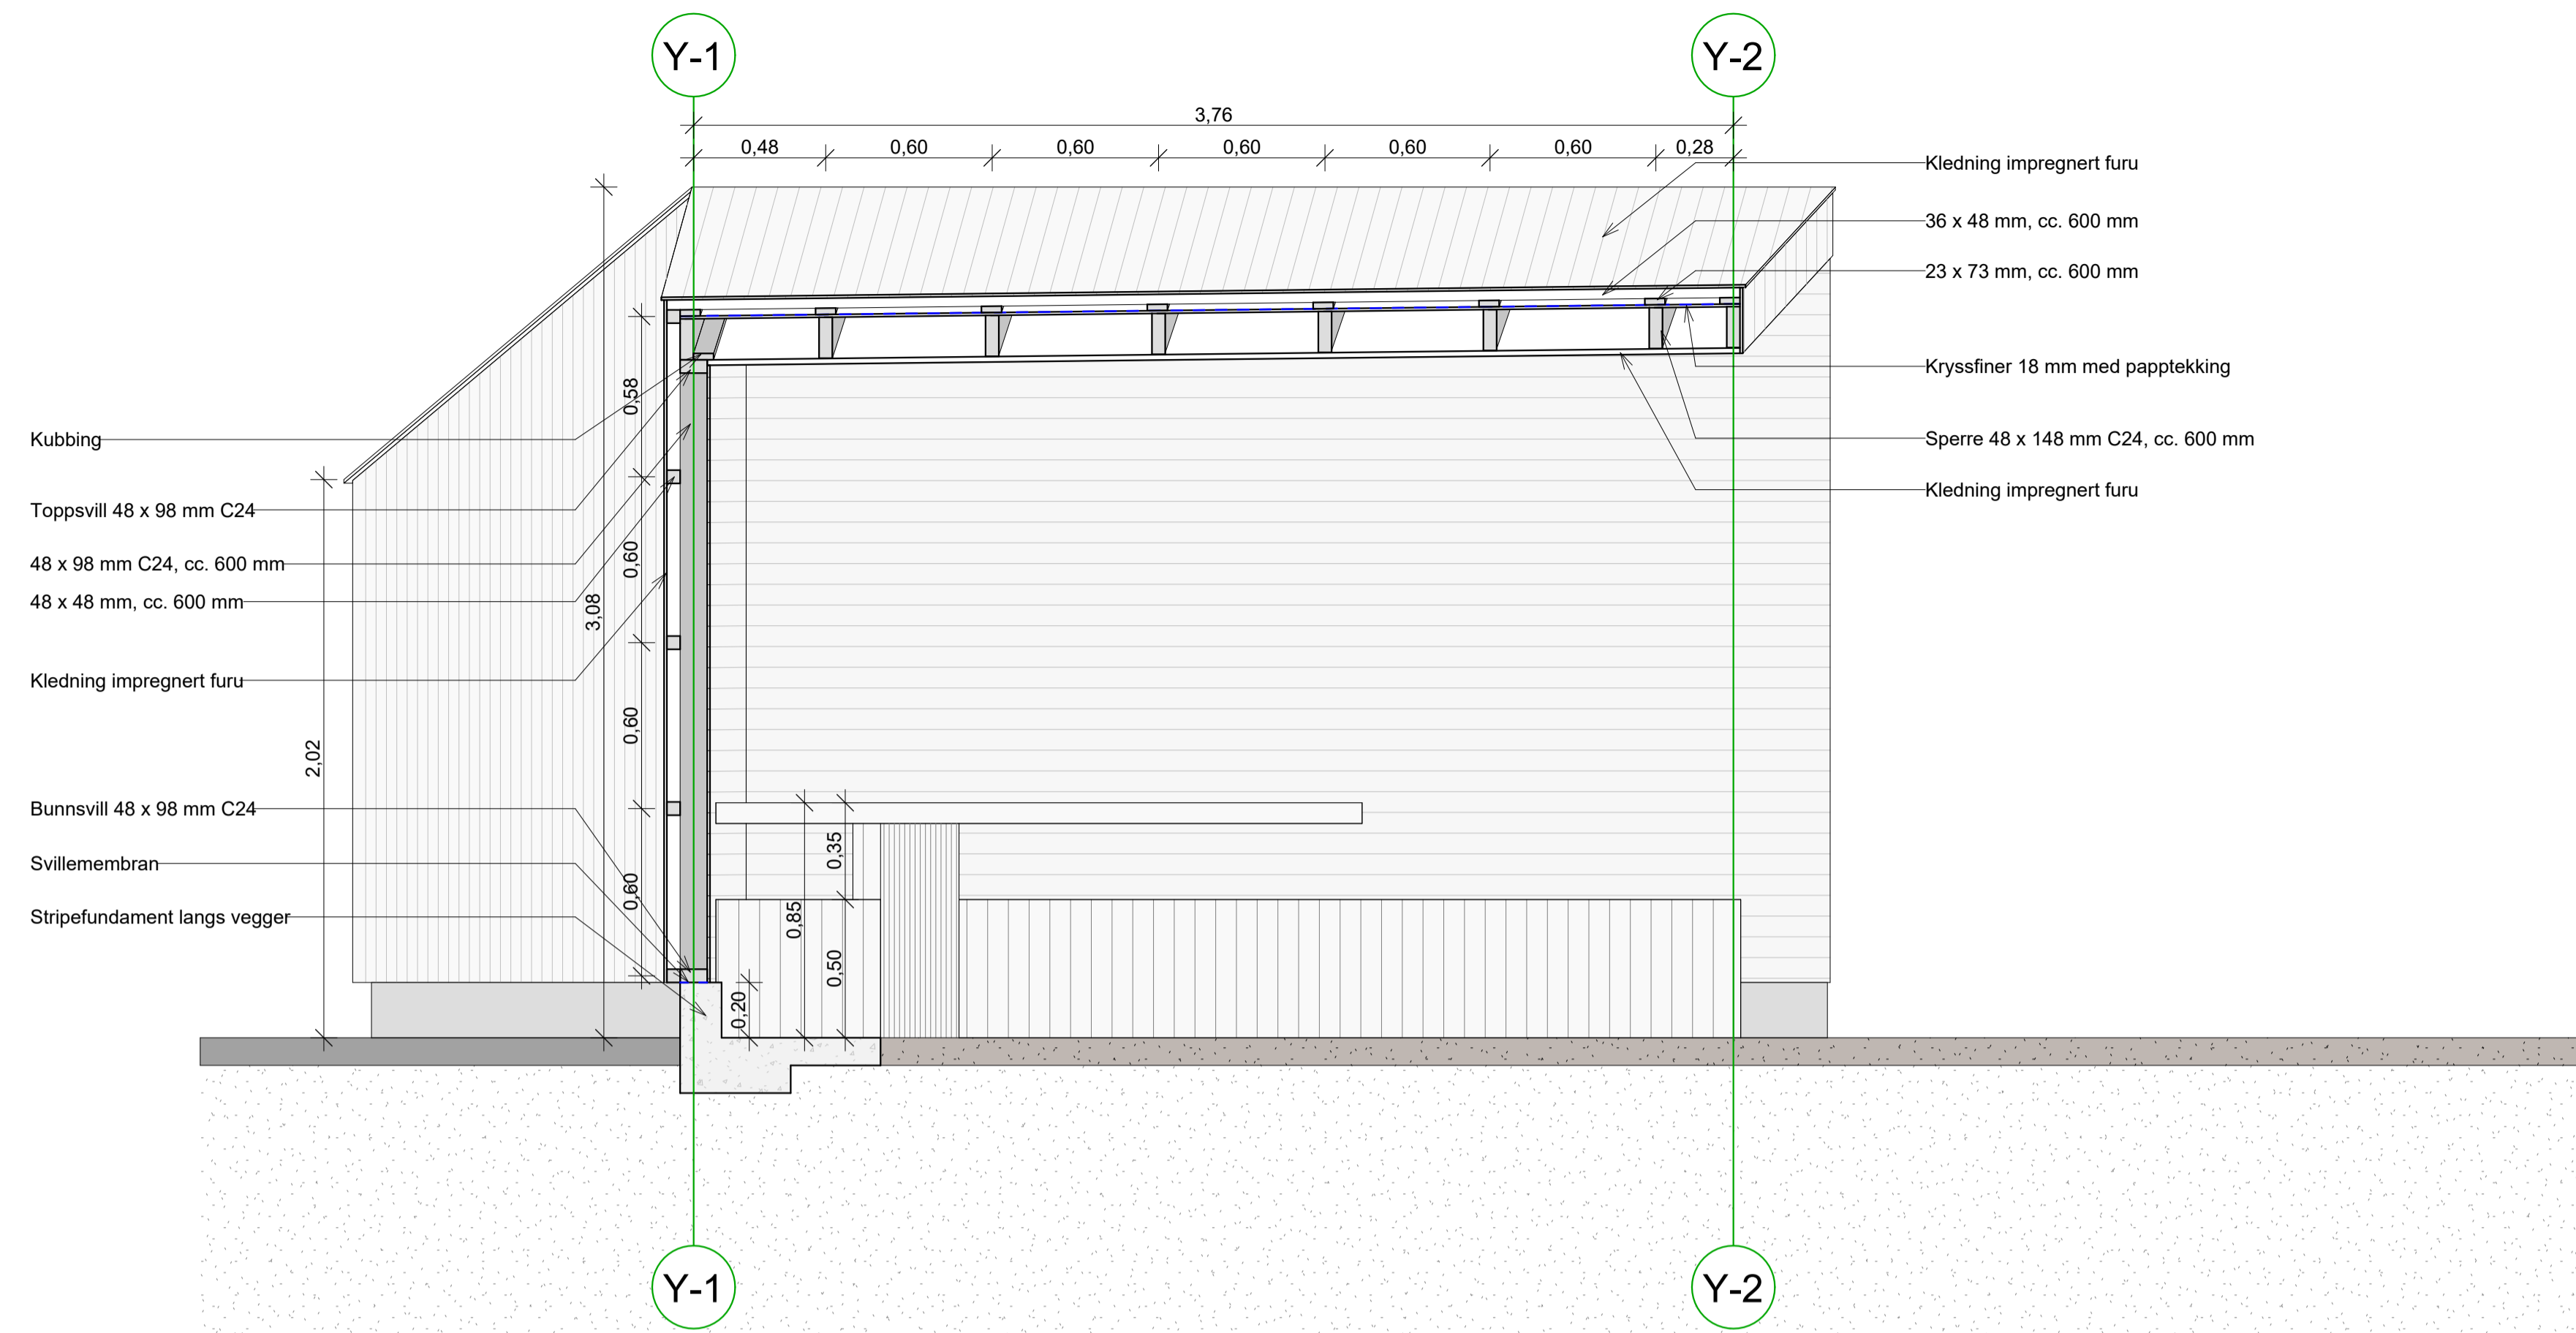 Y-1
Y-2
3,76
0,48
0,60
0,60
0,60
0,60
0,60
0,28
Kledning impregnert furu
36 x 48 mm, cc. 600 mm
23 x 73 mm, cc. 600 mm
Kryssfiner 18 mm med papptekking
Sperre 48 x 148 mm C24, cc. 600 mm
Kledning impregnert furu
Kubbing
Toppsvill 48 x 98 mm C24
48 x 98 mm C24, cc. 600 mm
48 x 48 mm, cc. 600 mm
Kledning impregnert furu
Bunnsvill 48 x 98 mm C24
Svillemembran
Stripefundament langs vegger
2,02
3,08
0,58
0,60
0,60
0,60
0,85
0,35
0,50
0,20
Y-1
Y-2